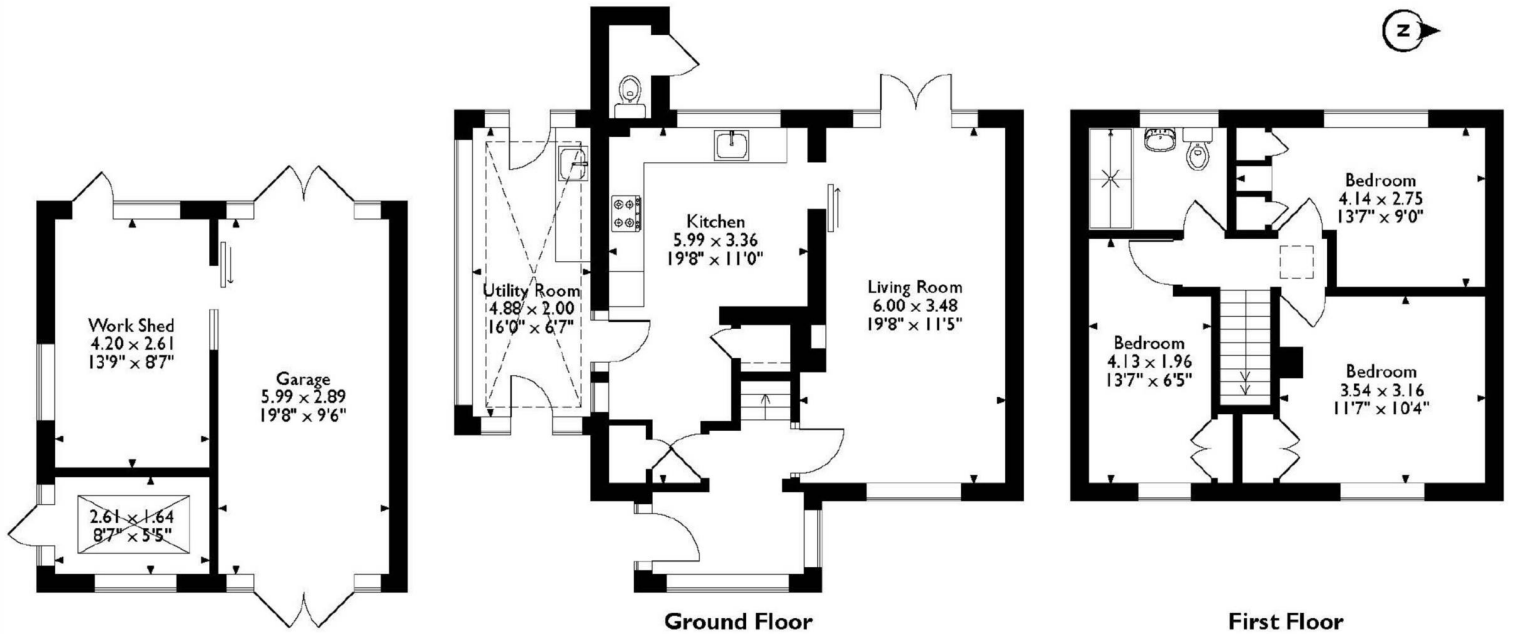 N
Work Shed
4.20 x 2.61
13'9" x 8'7"
2.61 x 1.64
8'7" x 5'5"
Garage
5.99 x 2.89
19'8" x 9'6"
Utility Room
4.88 x 2.00
16'0" x 6'7"
Kitchen
5.99 x 3.36
19'8" x 11'0"
Living Room
6.00 x 3.48
19'8" x 11'5"
Ground Floor
Bedroom
4.14 x 2.75
13'7" x 9'0"
Bedroom
4.13 x 1.96
13'7" x 6'5"
Bedroom
3.54 x 3.16
11'7" x 10'4"
First Floor